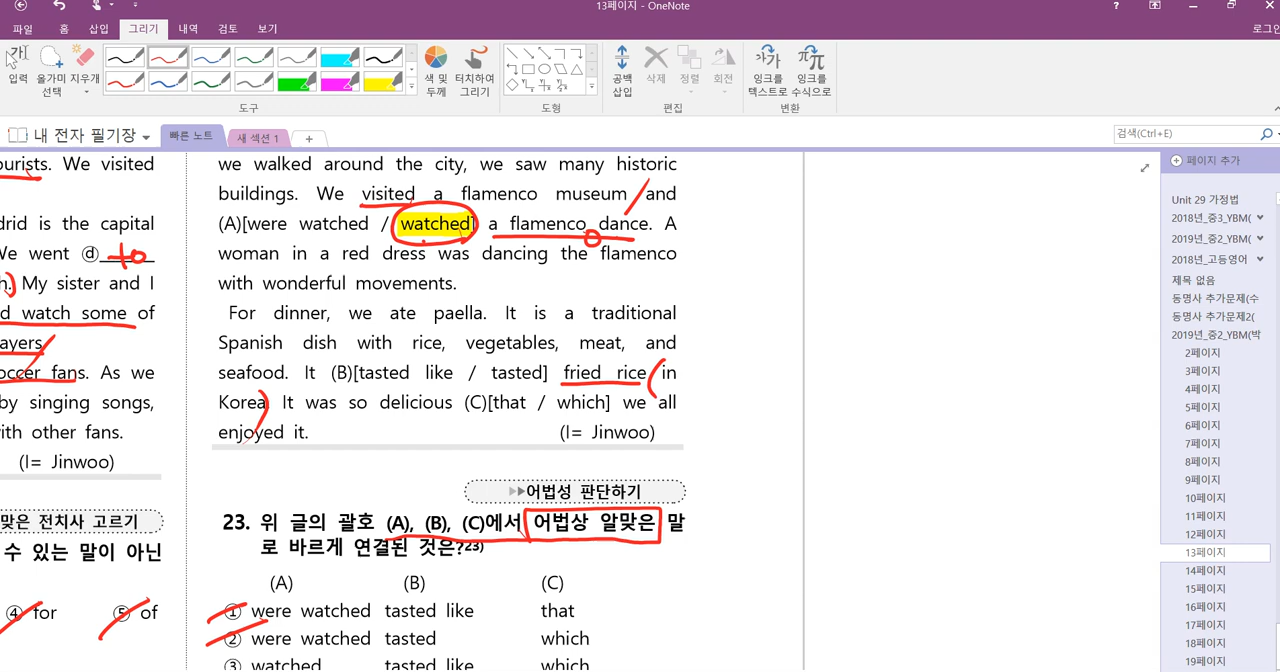 13페이지 - OneNote
로그인
파일 홈 삽입 그리기 내역 검토 보기
입력
올가미 선택
지우개
색 및 두께
터치하여 그리기
공백 삽입
삭제
정렬
회전
잉크를 텍스트로
잉크를 수식으로
도구
도형
편집
변환
내 전자 필기장
빠른 노트
새 섹션 1
검색(Ctrl+E)
ourists. We visited
drid is the capital
We went ⓓ to
h.) My sister and I
d watch some of
ayers
occer fans. As we
by singing songs,
with other fans.
(I= Jinwoo)
맞은 전치사 고르기
수 있는 말이 아닌
④ for ⑤ of
we walked around the city, we saw many historic
buildings. We visited a flamenco museum and
(A)[were watched / watched] a flamenco dance. A
woman in a red dress was dancing the flamenco
with wonderful movements.
For dinner, we ate paella. It is a traditional
Spanish dish with rice, vegetables, meat, and
seafood. It (B)[tasted like / tasted] fried rice in
Korea. It was so delicious (C)[that / which] we all
enjoyed it. (I= Jinwoo)
▶▶어법성 판단하기
23. 위 글의 괄호 (A), (B), (C)에서 어법상 알맞은 말
로 바르게 연결된 것은?23)
(A) (B) (C)
① were watched tasted like that
② were watched tasted which
③ watched tasted like which
페이지 추가
Unit 29 가정법
2018년_중3_YBM(
2019년_중2_YBM(
2018년_고등영어
제목 없음
동명사 추가문제(수
동명사 추가문제2(
2019년_중2_YBM(박
2페이지
3페이지
4페이지
5페이지
6페이지
7페이지
8페이지
9페이지
10페이지
11페이지
12페이지
13페이지
14페이지
15페이지
16페이지
17페이지
18페이지
19페이지